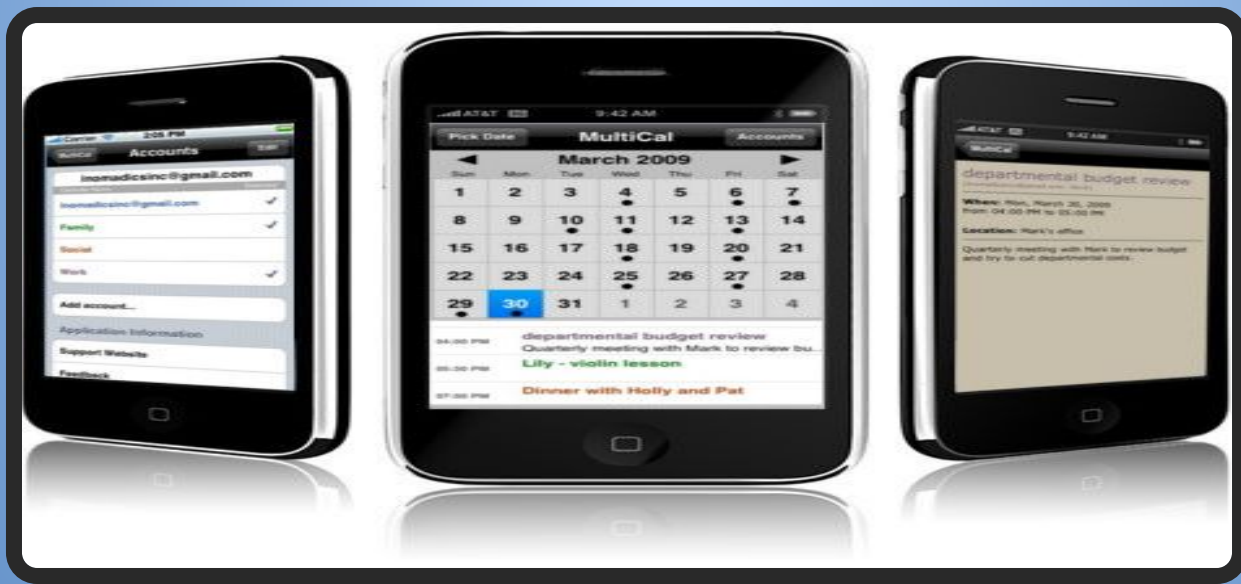 Carrier 2:05 PM
MultiCal Accounts Edit
inomadicsinc@gmail.com
inomadicsinc@gmail.com ✓
Family ✓
Social
Work ✓
Add account...
Application Information
Support Website
Feedback
AT&T 9:42 AM
Pick Date MultiCal Accounts
March 2009
Sun Mon Tue Wed Thu Fri Sat
1 2 3 4 5 6 7
8 9 10 11 12 13 14
15 16 17 18 19 20 21
22 23 24 25 26 27 28
29 30 31 1 2 3 4
04:00 PM departmental budget review
Quarterly meeting with Mark to review bu...
05:30 PM Lily - violin lesson
07:00 PM Dinner with Holly and Pat
AT&T 9:42 AM
MultiCal
departmental budget review
When: Mon, March 30, 2009
from 04:00 PM to 05:00 PM
Location: Mark's office
Quarterly meeting with Mark to review budget
and try to cut departmental costs.